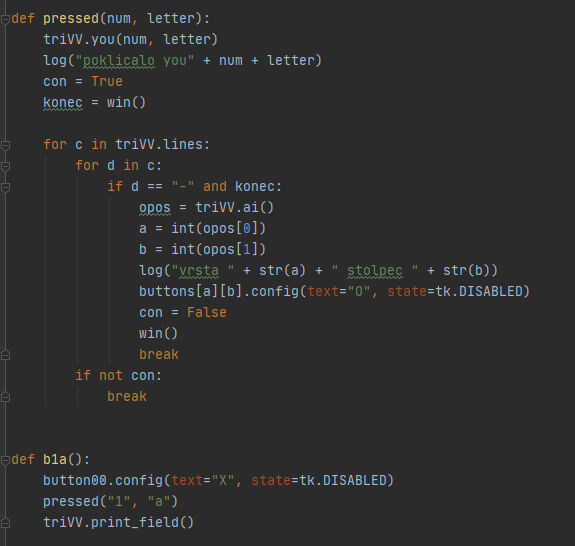 def pressed(num, letter):
    triVV.you(num, letter)
    log("poklicalo you" + num + letter)
    con = True
    konec = win()
    for c in triVV.lines:
        for d in c:
            if d == "-" and konec:
                opos = triVV.ai()
                a = int(opos[0])
                b = int(opos[1])
                log("vrsta " + str(a) + " stolpec " + str(b))
                buttons[a][b].config(text="O", state=tk.DISABLED)
                con = False
                win()
                break
        if not con:
            break
def b1a():
    button00.config(text="X", state=tk.DISABLED)
    pressed("1", "a")
    triVV.print_field()